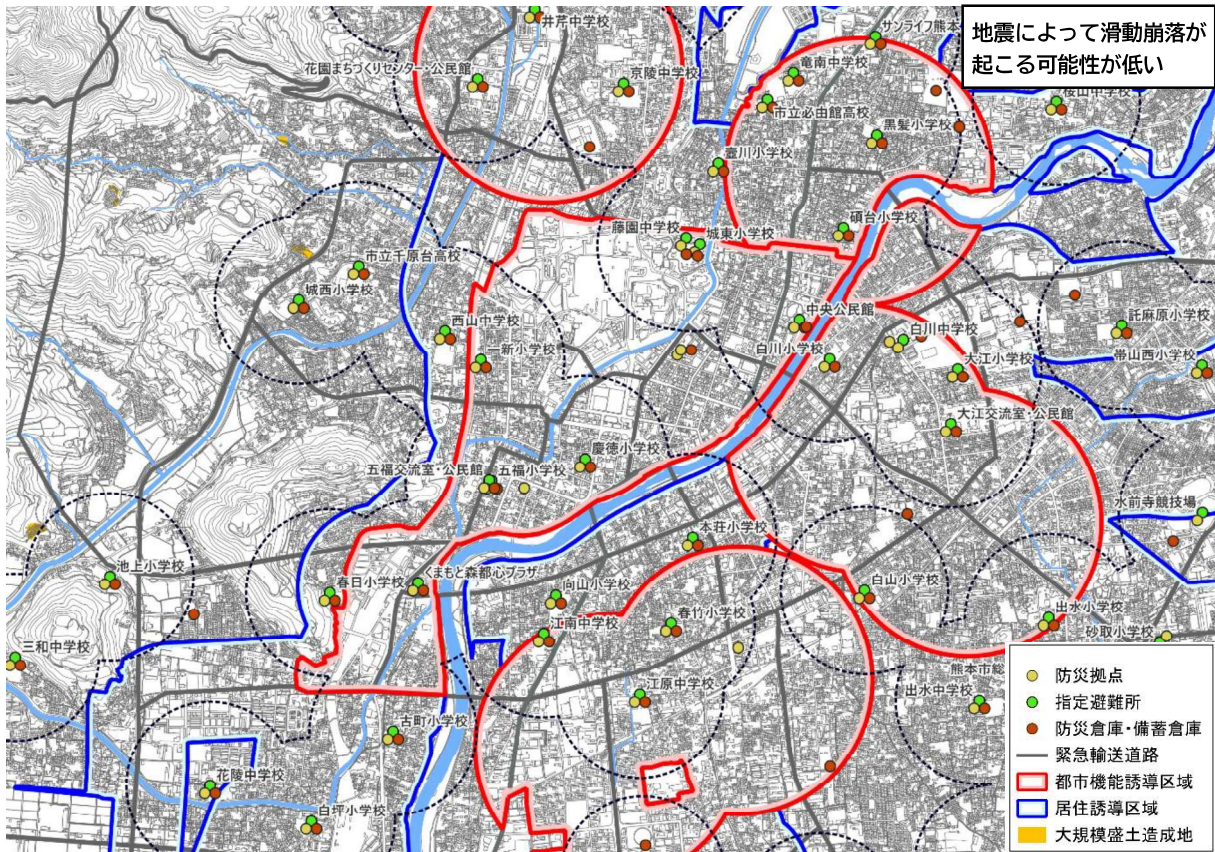 地震によって滑動崩落が
起こる可能性が低い
井芹中学校
サンライフ熊本
花園まちづくりセンター・公民館
京陵中学校
竜南中学校
桜山中学校
市立必由館高校
黒髪小学校
壺川小学校
碩台小学校
藤園中学校
城東小学校
市立千原台高校
城西小学校
中央公民館
託麻原小学校
西山中学校
白川中学校
一新小学校
白川小学校
大江小学校
帯山西小学校
大江交流室・公民館
慶徳小学校
五福交流室・公民館
五福小学校
水前寺競技場
本荘小学校
池上小学校
春日小学校
くまもと森都心プラザ
向山小学校
白山小学校
春竹小学校
出水小学校
江南中学校
砂取小学校
三和中学校
熊本市総
江原中学校
出水中学校
古町小学校
花陵中学校
白坪小学校
防災拠点
指定避難所
防災倉庫・備蓄倉庫
緊急輸送道路
都市機能誘導区域
居住誘導区域
大規模盛土造成地